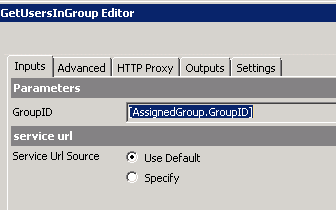 GetUsersInGroup Editor
Inputs Advanced HTTP Proxy Outputs Settings
Parameters
GroupID [AssignedGroup.GroupID]
service url
Service Url Source Use Default
Specify